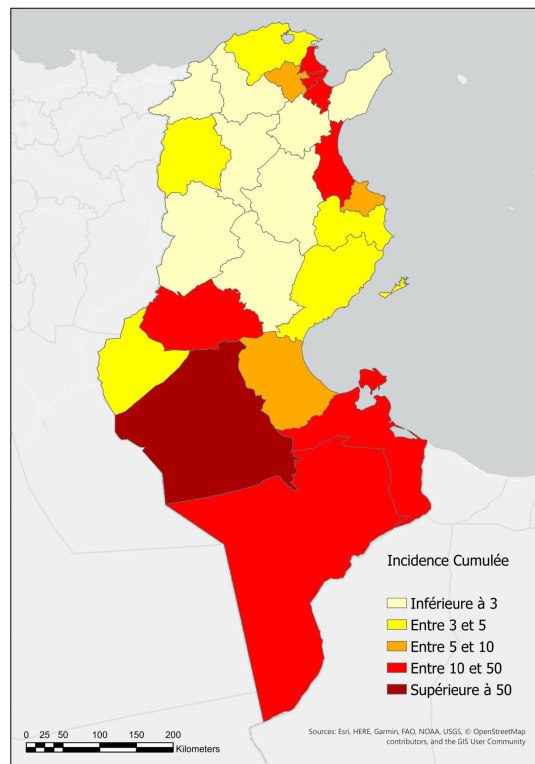 Incidence Cumulée
Inférieure à 3
Entre 3 et 5
Entre 5 et 10
Entre 10 et 50
Supérieure à 50
0 25 50 100 150 200
Kilometers
Sources: Esri, HERE, Garmin, FAO, NOAA, USGS, © OpenStreetMap
contributors, and the GIS User Community